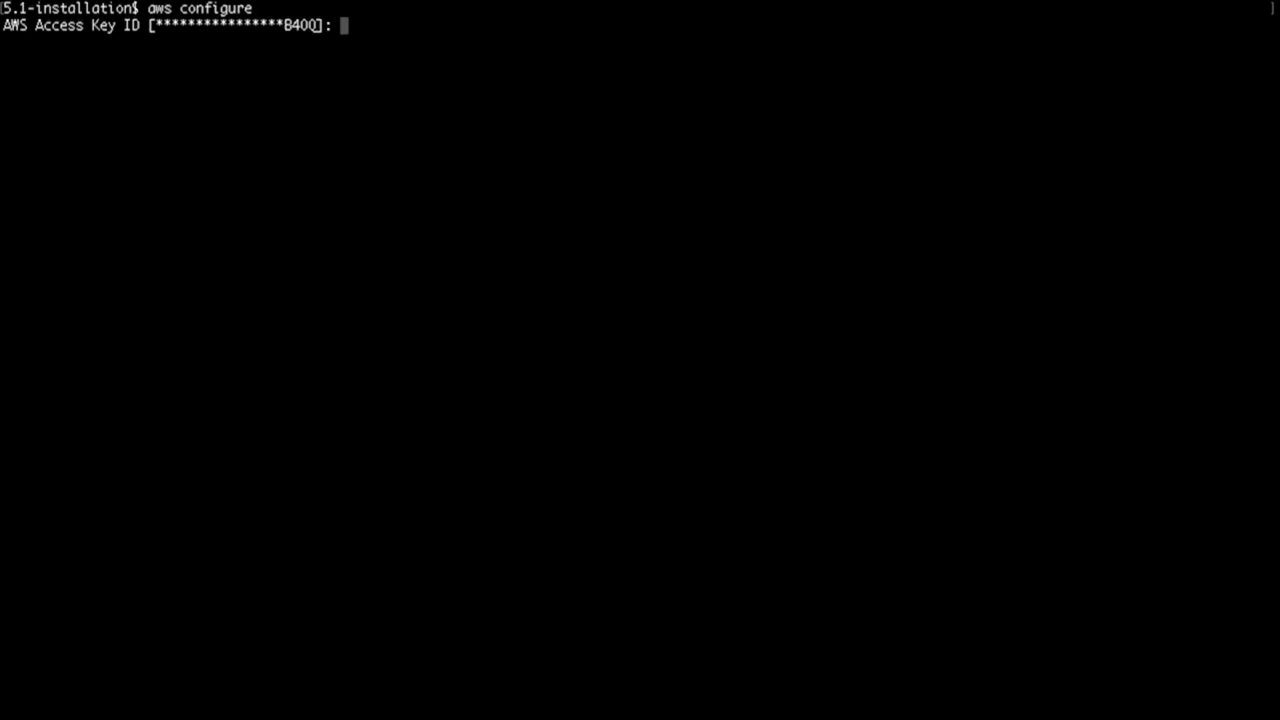 [5.1-installation$ aws configure ]
AWS Access Key ID [****************B40Q]: